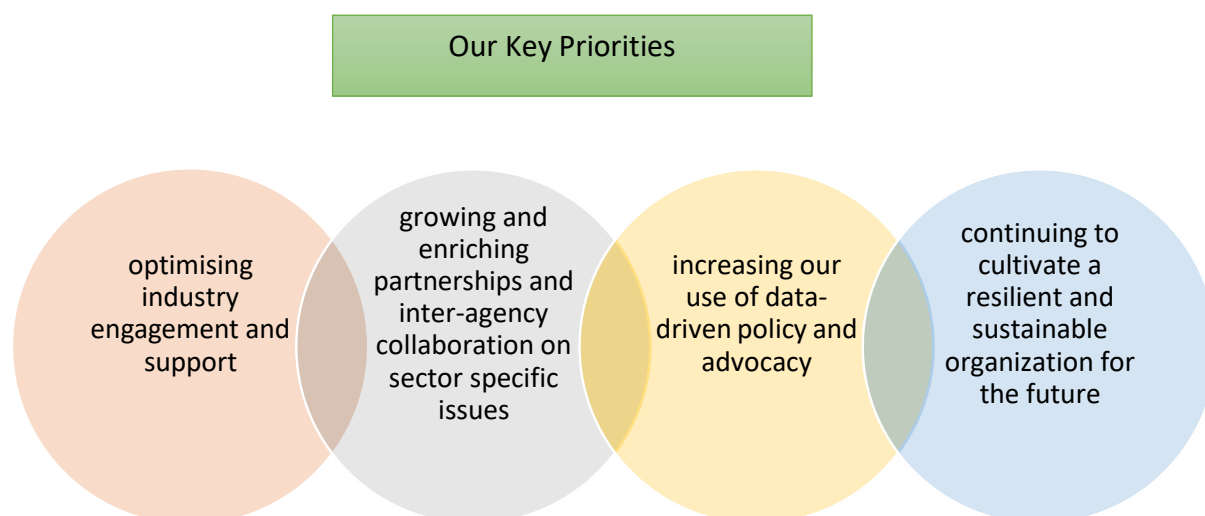 Our Key Priorities
optimising
industry
engagement and
support
growing and
enriching
partnerships and
inter-agency
collaboration on
sector specific
issues
increasing our
use of data-
driven policy and
advocacy
continuing to
cultivate a
resilient and
sustainable
organization for
the future